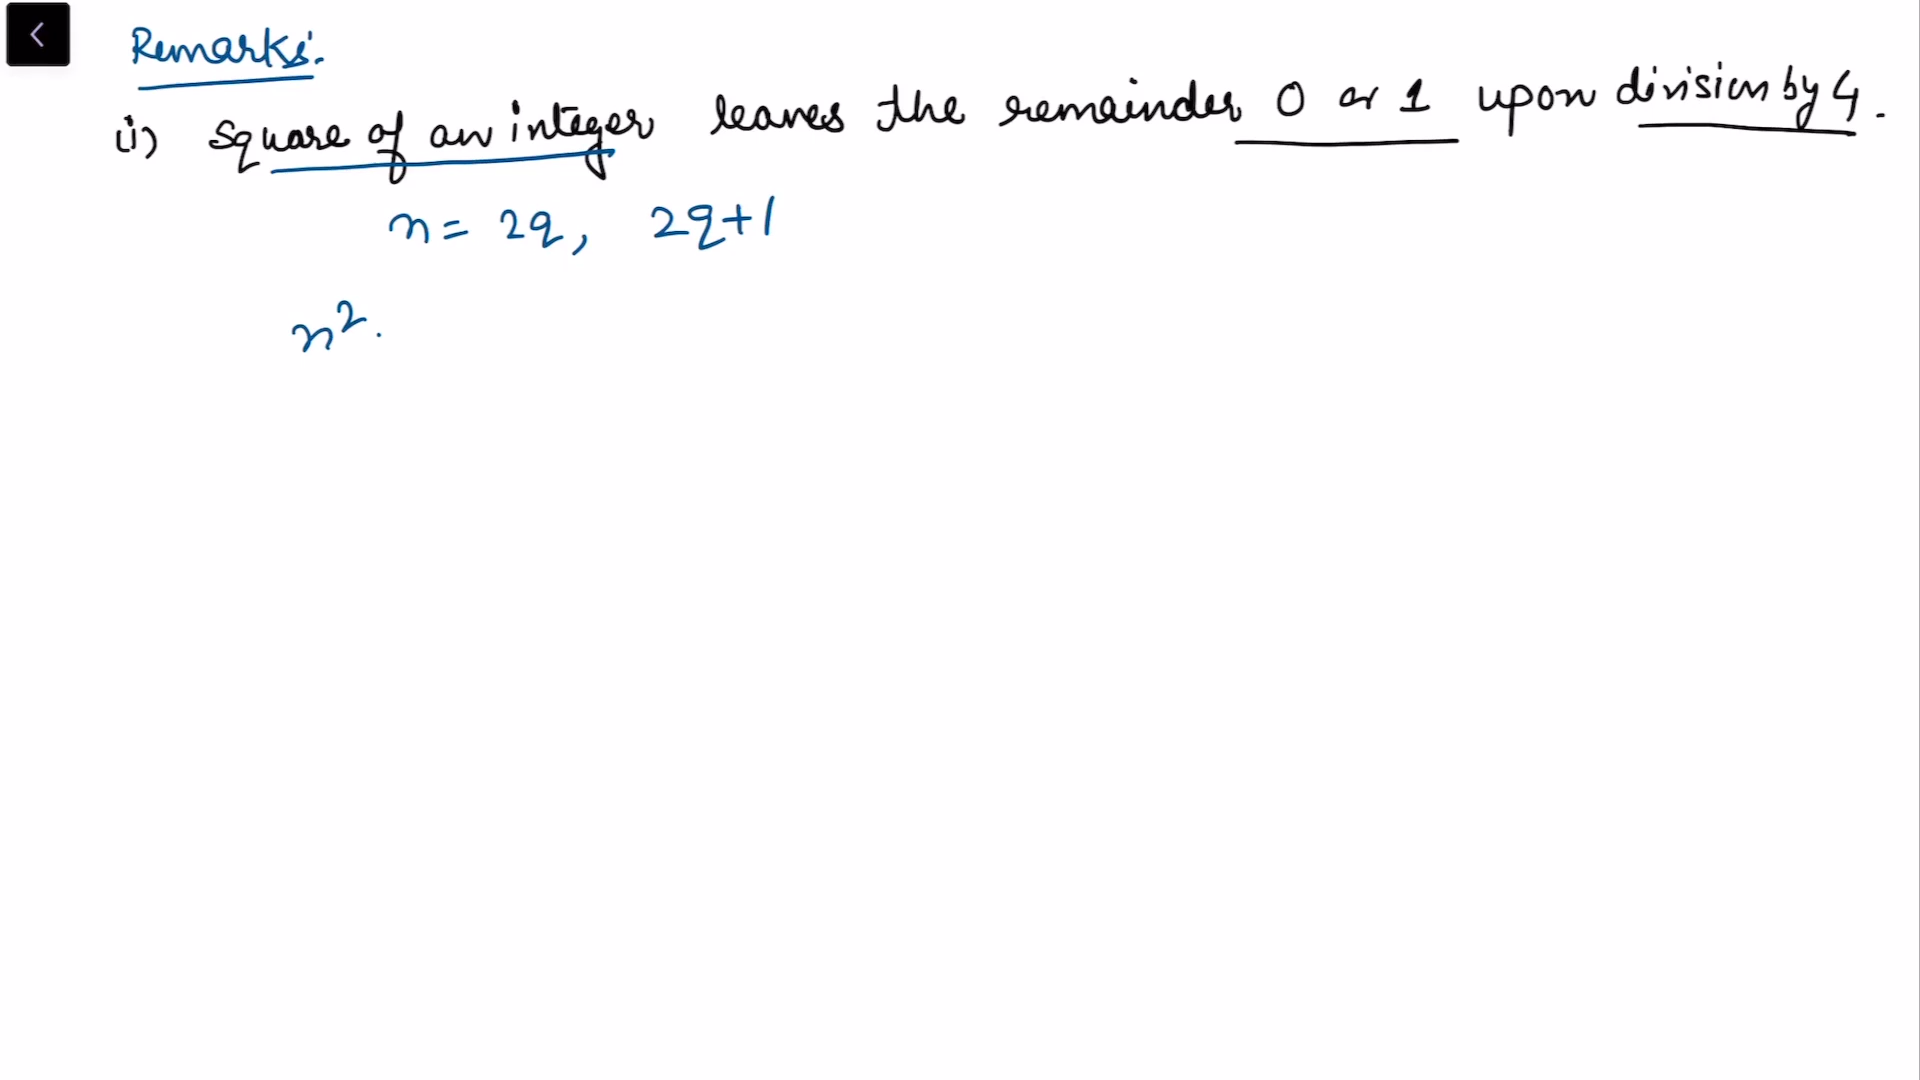 Remarks:
(i) Square of an integer leaves the remainder 0 or 1 upon division by 4.
n = 2q, 2q+1
n².